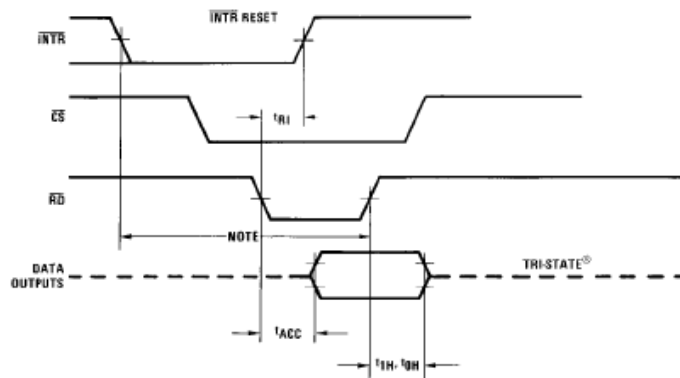 INTR RESET
INTR
tRI
CS
RD
NOTE
DATA
OUTPUTS
TRI-STATE®
tACC
t1H, t0H